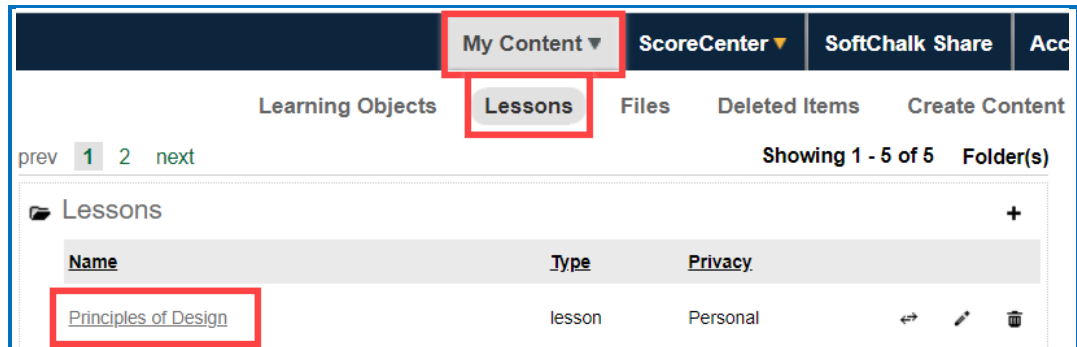 My Content ▼ ScoreCenter ▼ SoftChalk Share Acc
Learning Objects Lessons Files Deleted Items Create Content
prev 1 2 next Showing 1 - 5 of 5 Folder(s)
Lessons +
Name Type Privacy
Principles of Design lesson Personal